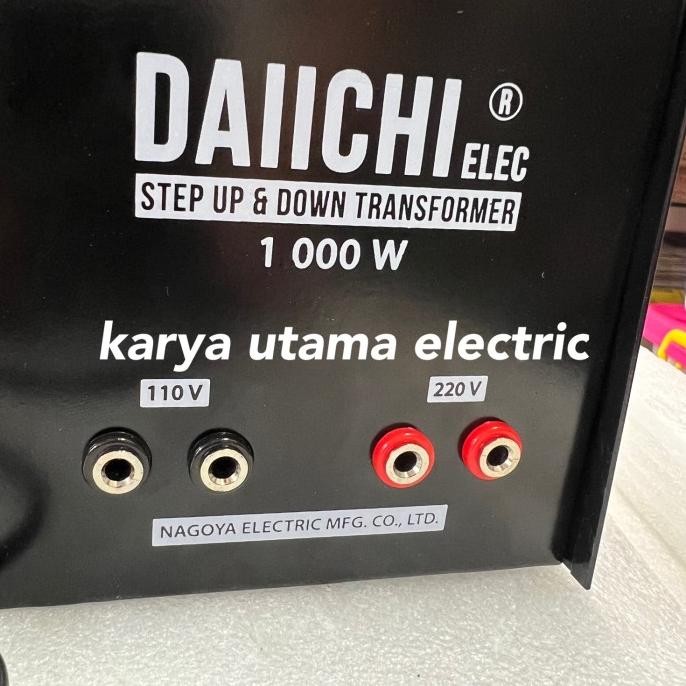 DAIICHI ®
ELEC
STEP UP & DOWN TRANSFORMER
1 000 W
karya utama electric
110 V 220 V
NAGOYA ELECTRIC MFG. CO., LTD.